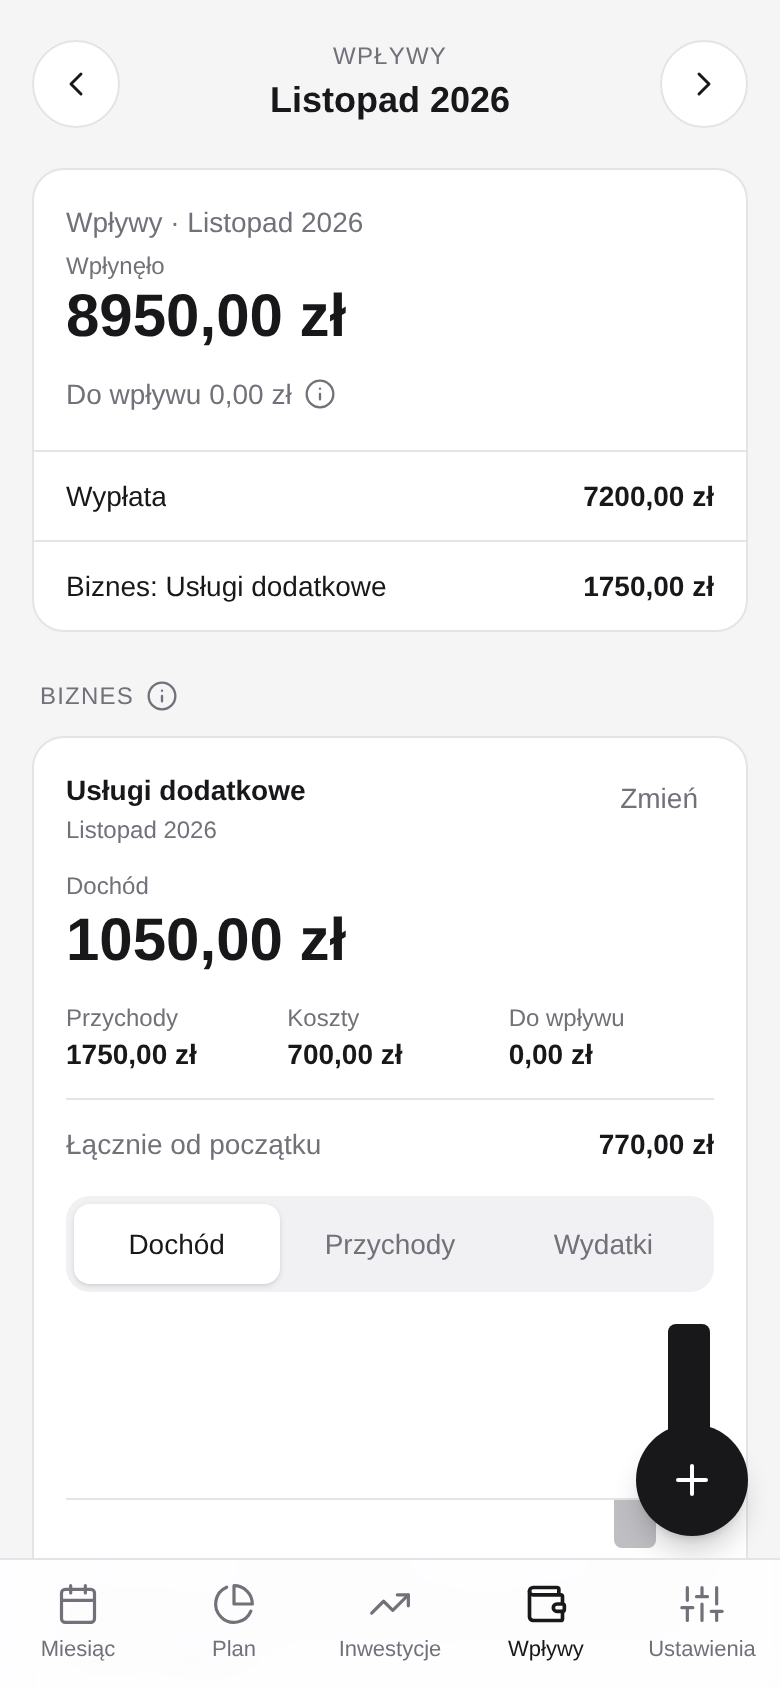 WPŁYWY
Listopad 2026
Wpływy · Listopad 2026
Wpłynęło
8950,00 zł
Do wpływu 0,00 zł
Wypłata 7200,00 zł
Biznes: Usługi dodatkowe 1750,00 zł
BIZNES
Usługi dodatkowe Zmień
Listopad 2026
Dochód
1050,00 zł
Przychody Koszty Do wpływu
1750,00 zł 700,00 zł 0,00 zł
Łącznie od początku 770,00 zł
Dochód Przychody Wydatki
Miesiąc Plan Inwestycje Wpływy Ustawienia